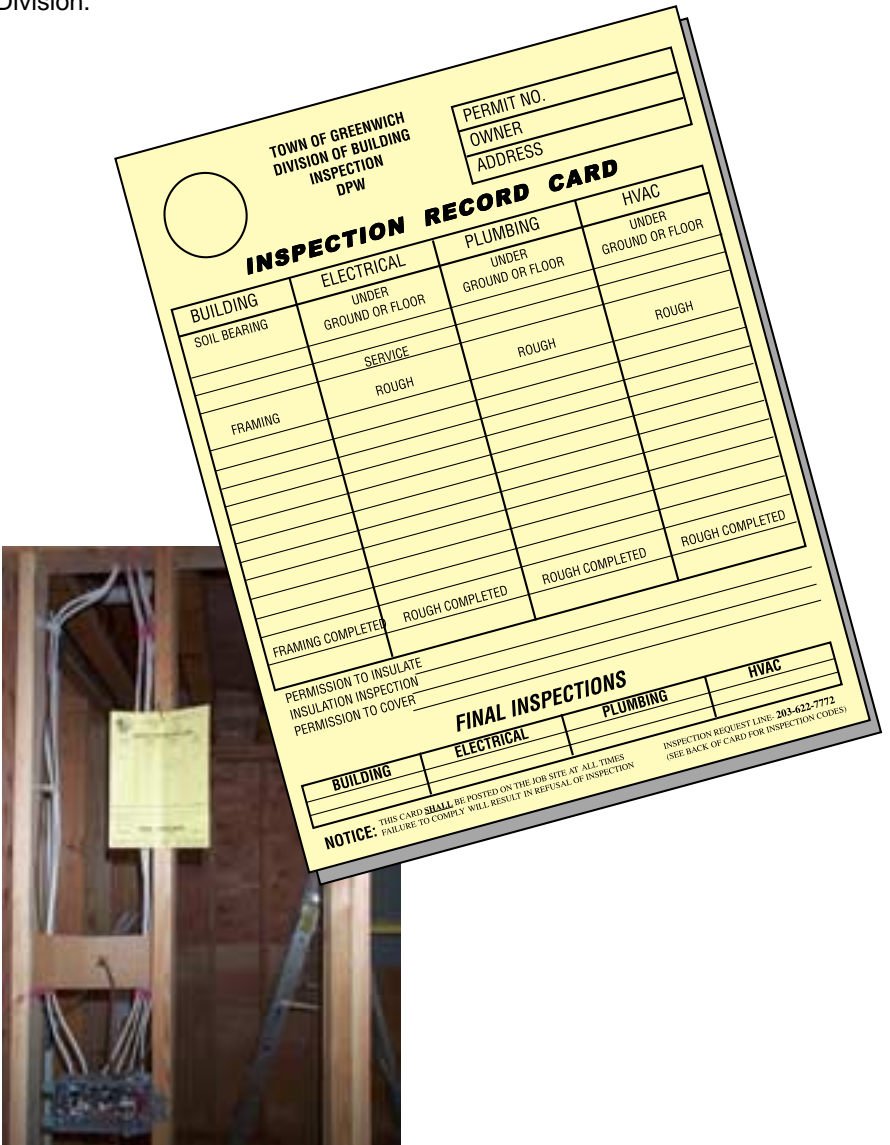 Division.
TOWN OF GREENWICH
DIVISION OF BUILDING
INSPECTION
DPW
PERMIT NO.
OWNER
ADDRESS
INSPECTION RECORD CARD
BUILDING
SOIL BEARING
FRAMING
FRAMING COMPLETED
ELECTRICAL
UNDER
GROUND OR FLOOR
SERVICE
ROUGH
ROUGH COMPLETED
PLUMBING
UNDER
GROUND OR FLOOR
ROUGH
ROUGH COMPLETED
HVAC
UNDER
GROUND OR FLOOR
ROUGH
ROUGH COMPLETED
PERMISSION TO INSULATE
INSULATION INSPECTION
PERMISSION TO COVER
FINAL INSPECTIONS
BUILDING
ELECTRICAL
PLUMBING
HVAC
NOTICE: THIS CARD SHALL BE POSTED ON THE JOB SITE AT ALL TIMES
FAILURE TO COMPLY WILL RESULT IN REFUSAL OF INSPECTION
INSPECTION REQUEST LINE- 203-622-7772
(SEE BACK OF CARD FOR INSPECTION CODES)